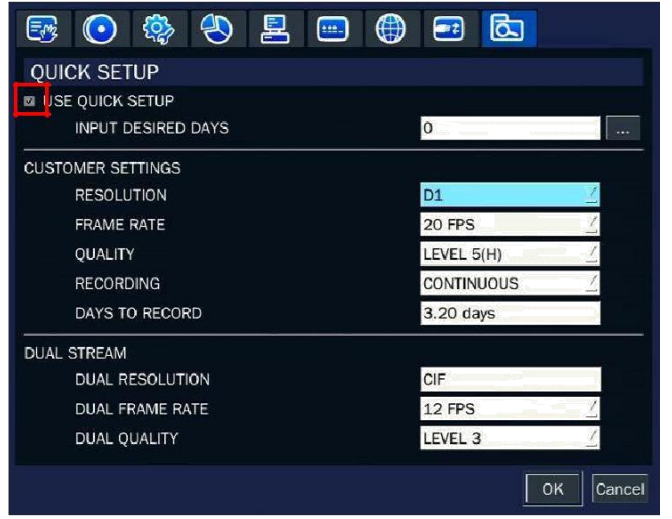 QUICK SETUP
USE QUICK SETUP
INPUT DESIRED DAYS 0 ...
CUSTOMER SETTINGS
RESOLUTION D1
FRAME RATE 20 FPS
QUALITY LEVEL 5(H)
RECORDING CONTINUOUS
DAYS TO RECORD 3.20 days
DUAL STREAM
DUAL RESOLUTION CIF
DUAL FRAME RATE 12 FPS
DUAL QUALITY LEVEL 3
OK Cancel